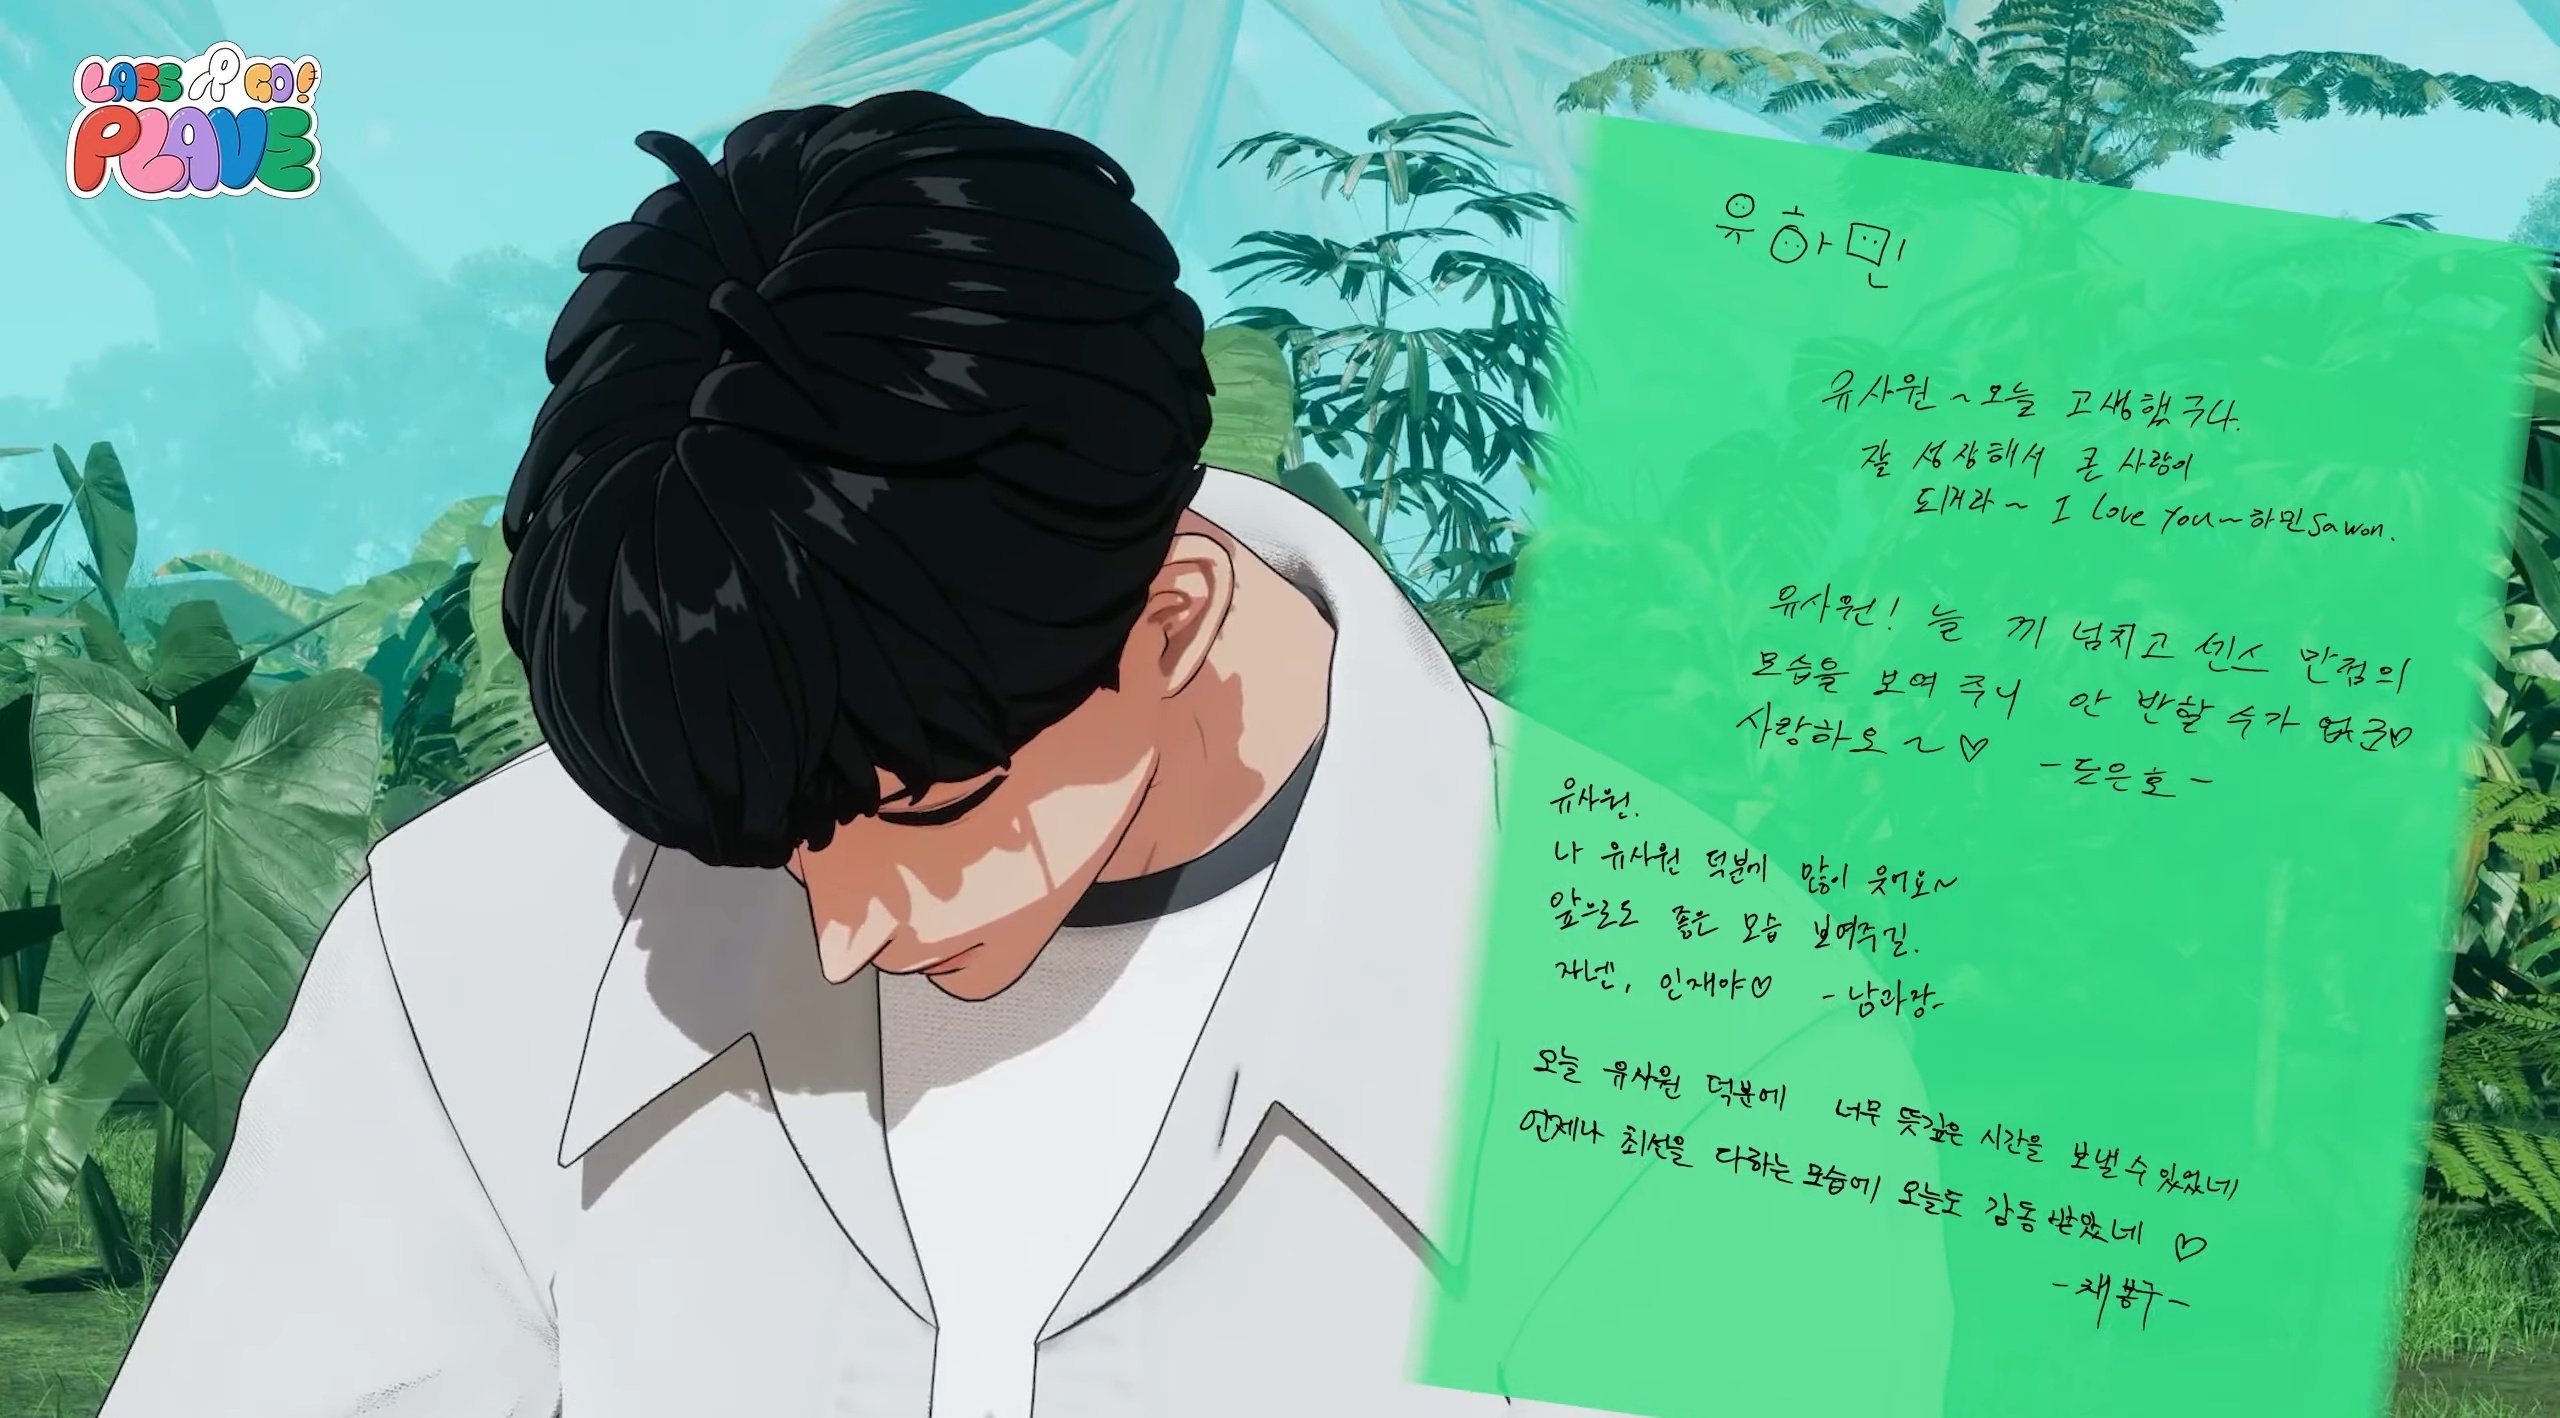 LASS GO!
PLAVE
유하민
유사원~오늘 고생했구나.
잘 성장해서 큰 사람이
되거라~ I love you~하민sawon.
유사원! 늘 끼 넘치고 센스 만점의
모습을 보여 주니 안 반할 수가 없군♡
사랑하오~♡ -도은호-
유사원.
나 유사원 덕분에 많이 웃어요~
앞으로도 좋은 모습 보여주길.
자넨, 인재야♡ -남과장-
오늘 유사원 덕분에 너무 뜻깊은 시간을 보낼 수 있었네
언제나 최선을 다하는 모습에 오늘도 감동 받았네 ♡
-채봉구-